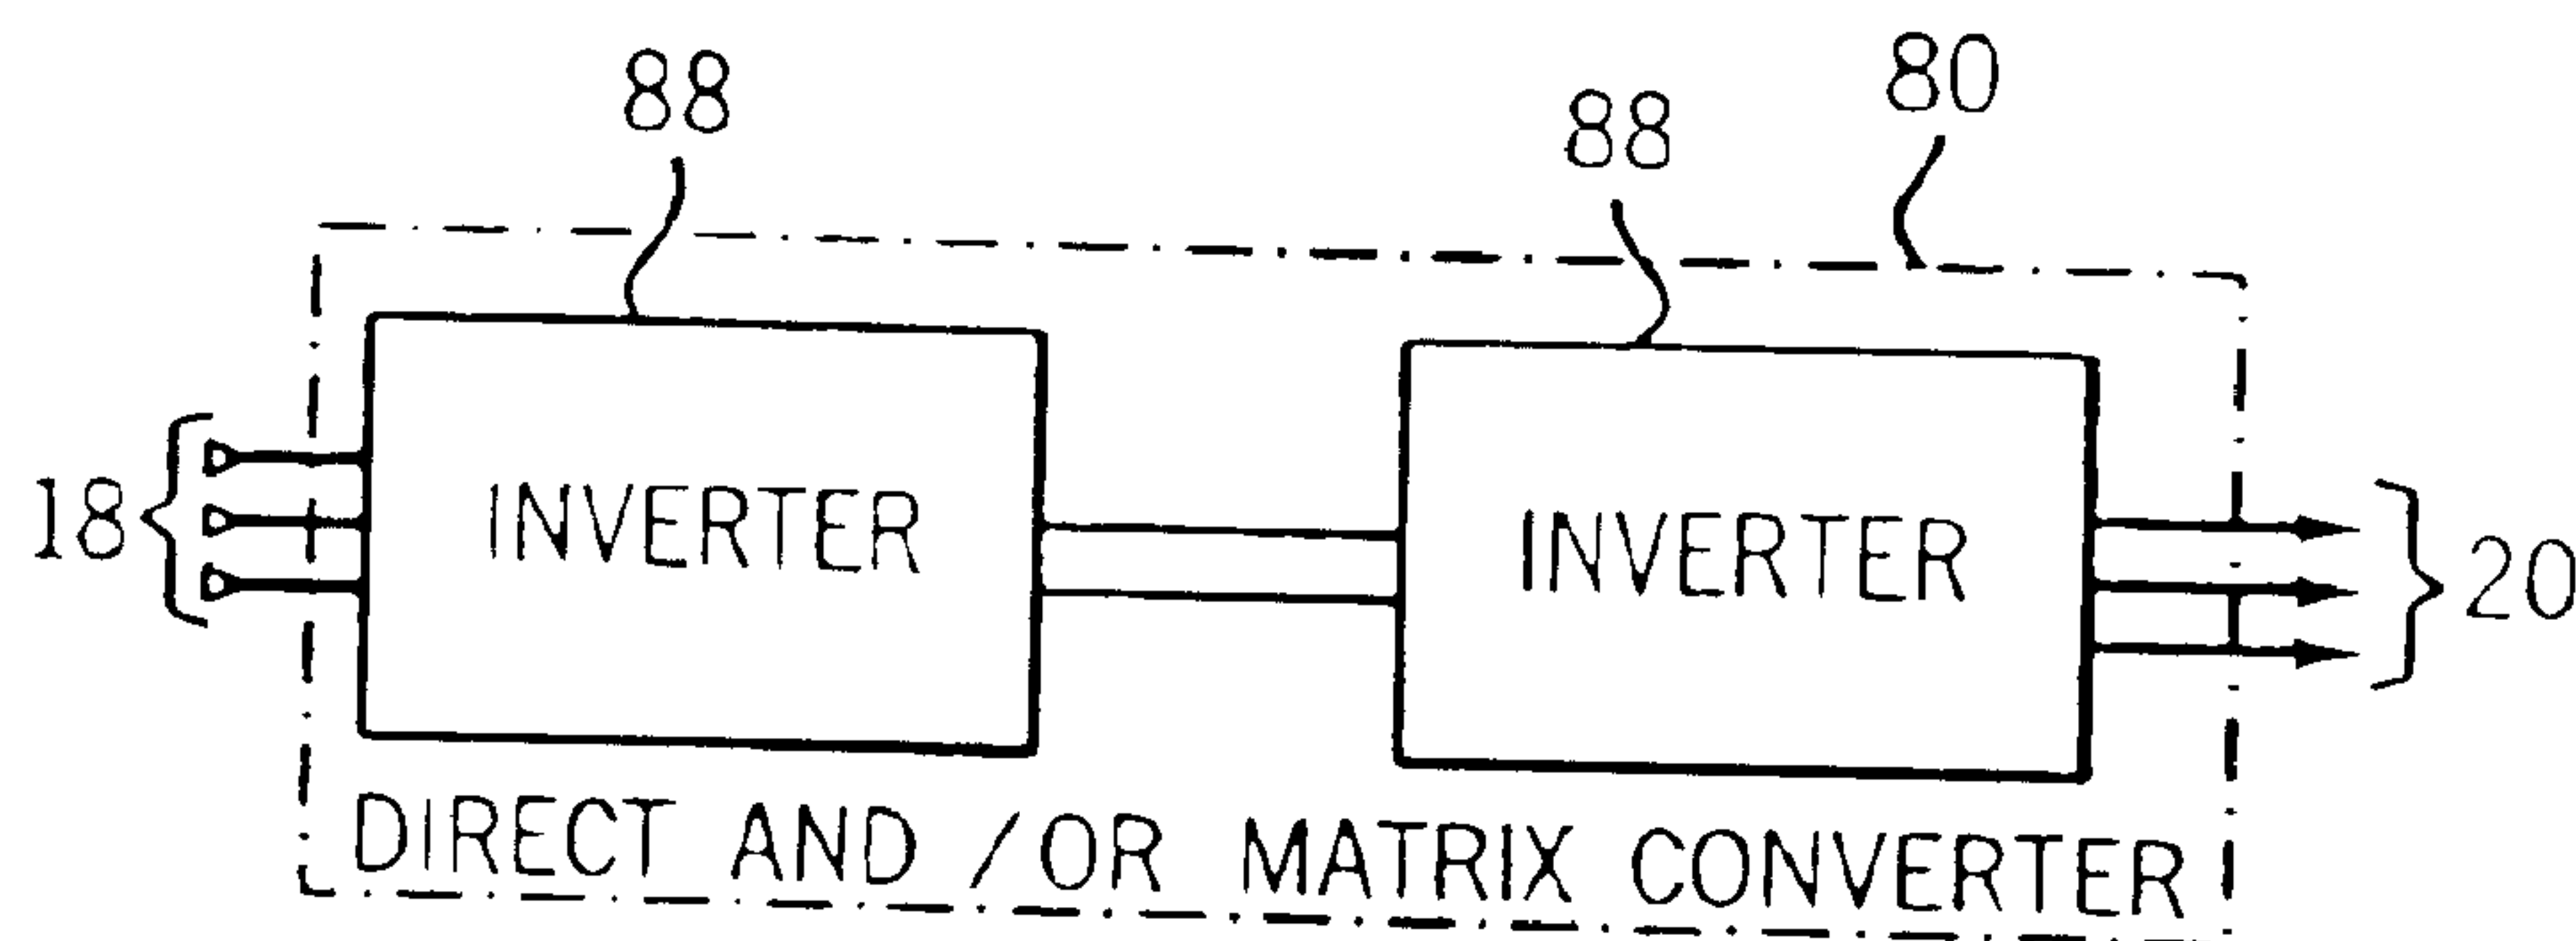 88
88
80
18
INVERTER
INVERTER
20
DIRECT AND /OR MATRIX CONVERTER